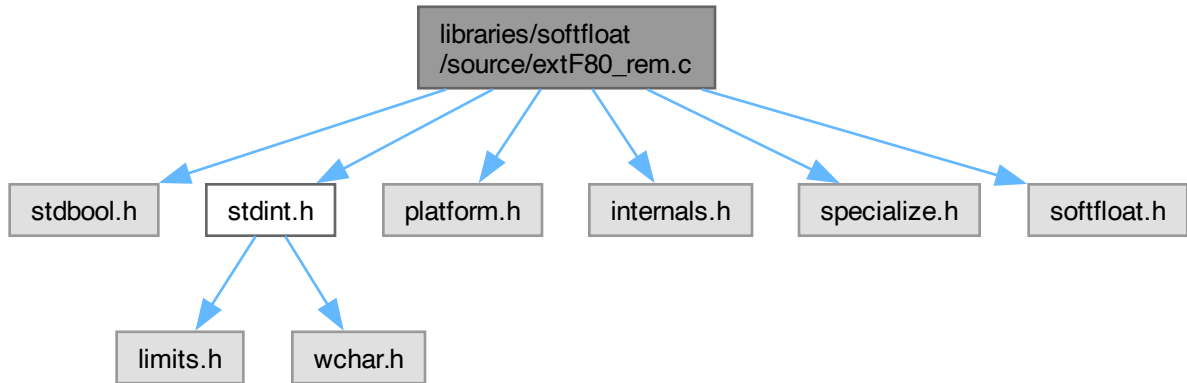 libraries/softfloat
/source/extF80_rem.c
stdbool.h
stdint.h
platform.h
internals.h
specialize.h
softfloat.h
limits.h
wchar.h